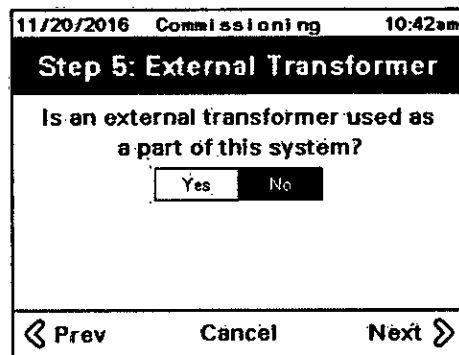 11/20/2016 Commissioning 10:42am
Step 5: External Transformer
Is an external transformer used as
a part of this system?
Yes No
Prev Cancel Next